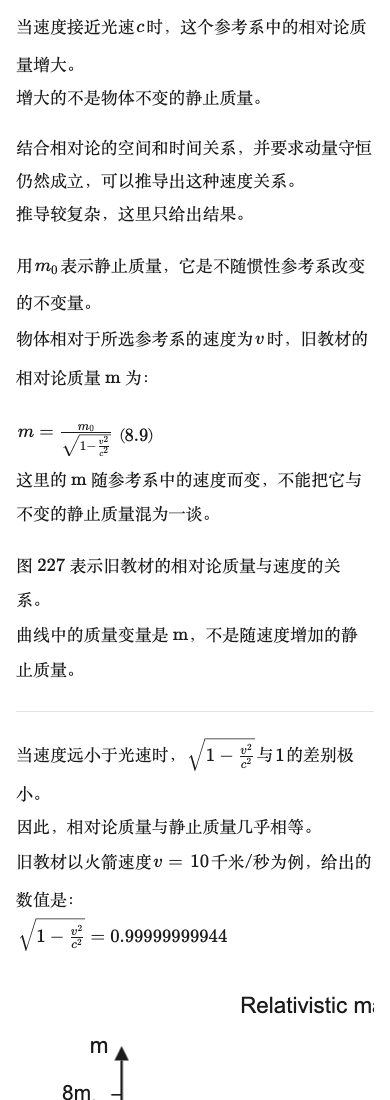 当速度接近光速c时，这个参考系中的相对论质
量增大。
增大的不是物体不变的静止质量。
结合相对论的空间和时间关系，并要求动量守恒
仍然成立，可以推导出这种速度关系。
推导较复杂，这里只给出结果。
用m₀表示静止质量，它是不随惯性参考系改变
的不变量。
物体相对于所选参考系的速度为v时，旧教材的
相对论质量 m 为：
m = m₀ / √(1−v²/c²) (8.9)
这里的 m 随参考系中的速度而变，不能把它与
不变的静止质量混为一谈。
图 227 表示旧教材的相对论质量与速度的关
系。
曲线中的质量变量是 m，不是随速度增加的静
止质量。
当速度远小于光速时，√(1 − v²/c²) 与1的差别极
小。
因此，相对论质量与静止质量几乎相等。
旧教材以火箭速度v = 10千米/秒为例，给出的
数值是：
√(1 − v²/c²) = 0.99999999944
Relativistic
m
8m